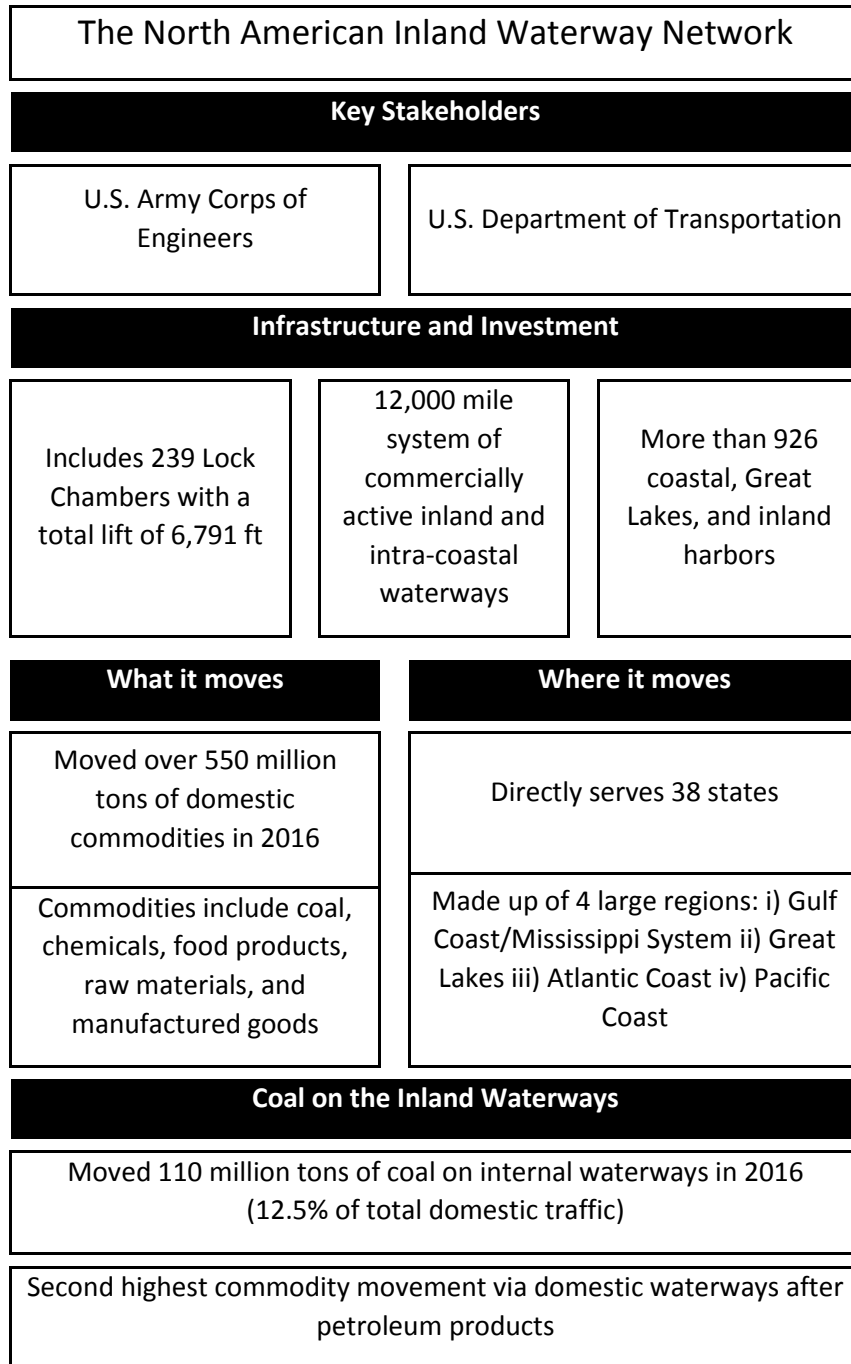 The North American Inland Waterway Network
Key Stakeholders
U.S. Army Corps of
Engineers
U.S. Department of Transportation
Infrastructure and Investment
Includes 239 Lock
Chambers with a
total lift of 6,791 ft
12,000 mile
system of
commercially
active inland and
intra-coastal
waterways
More than 926
coastal, Great
Lakes, and inland
harbors
What it moves
Moved over 550 million
tons of domestic
commodities in 2016
Commodities include coal,
chemicals, food products,
raw materials, and
manufactured goods
Where it moves
Directly serves 38 states
Made up of 4 large regions: i) Gulf
Coast/Mississippi System ii) Great
Lakes iii) Atlantic Coast iv) Pacific
Coast
Coal on the Inland Waterways
Moved 110 million tons of coal on internal waterways in 2016
(12.5% of total domestic traffic)
Second highest commodity movement via domestic waterways after
petroleum products